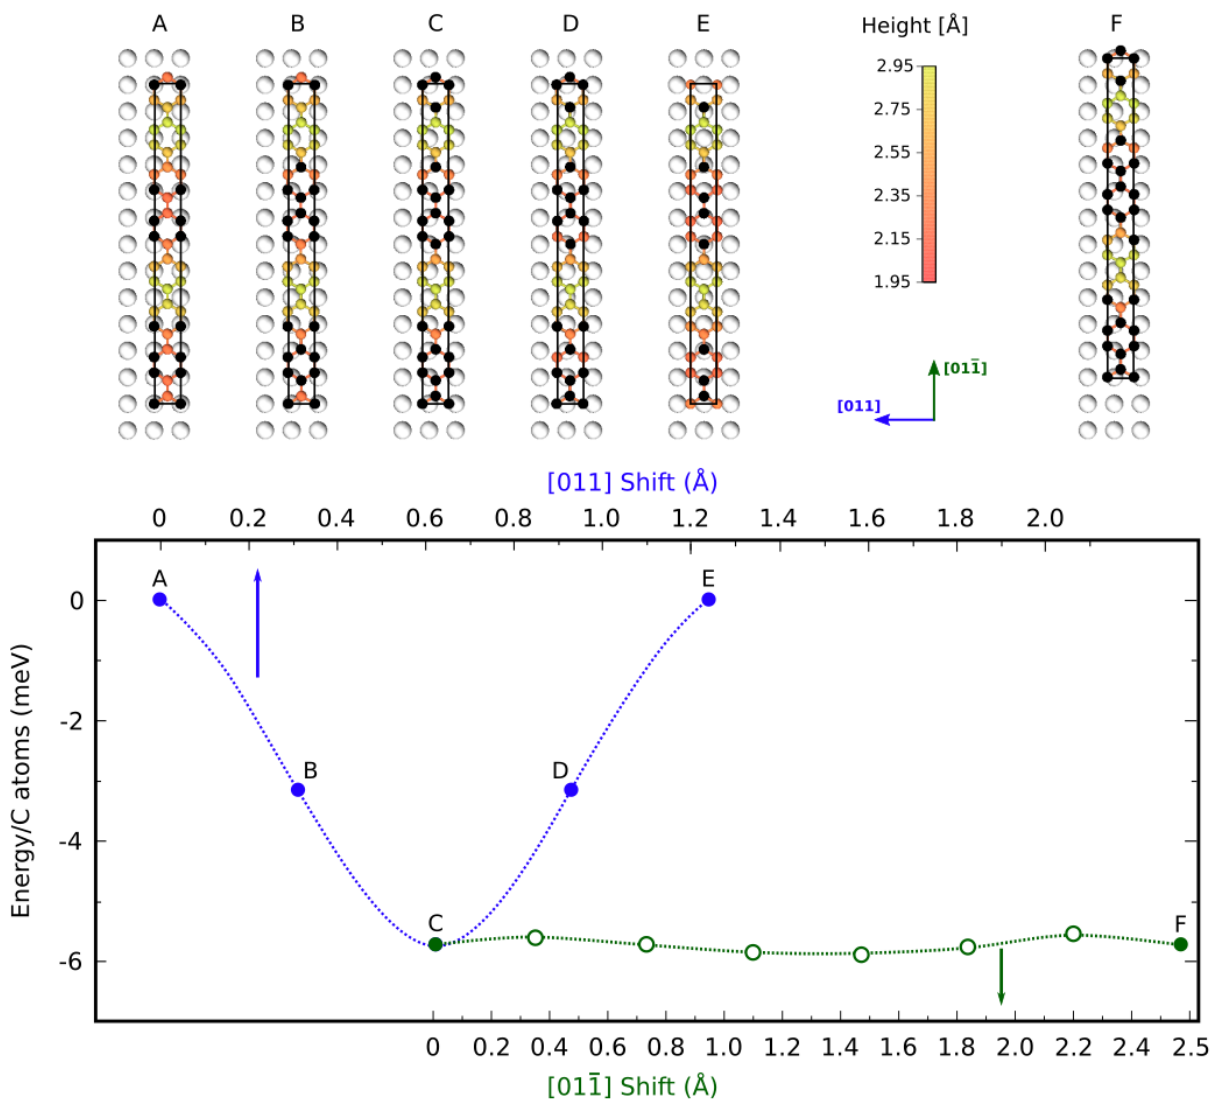 A B C D E Height [Å] F
2.95
2.75
2.55
2.35
2.15
1.95
[011̅]
[011]
[011] Shift (Å)
0 0.2 0.4 0.6 0.8 1.0 1.2 1.4 1.6 1.8 2.0
A E
0
B D
-2
-4
C F
-6
Energy/C atoms (meV)
0 0.2 0.4 0.6 0.8 1.0 1.2 1.4 1.6 1.8 2.0 2.2 2.4 2.5
[011̅] Shift (Å)